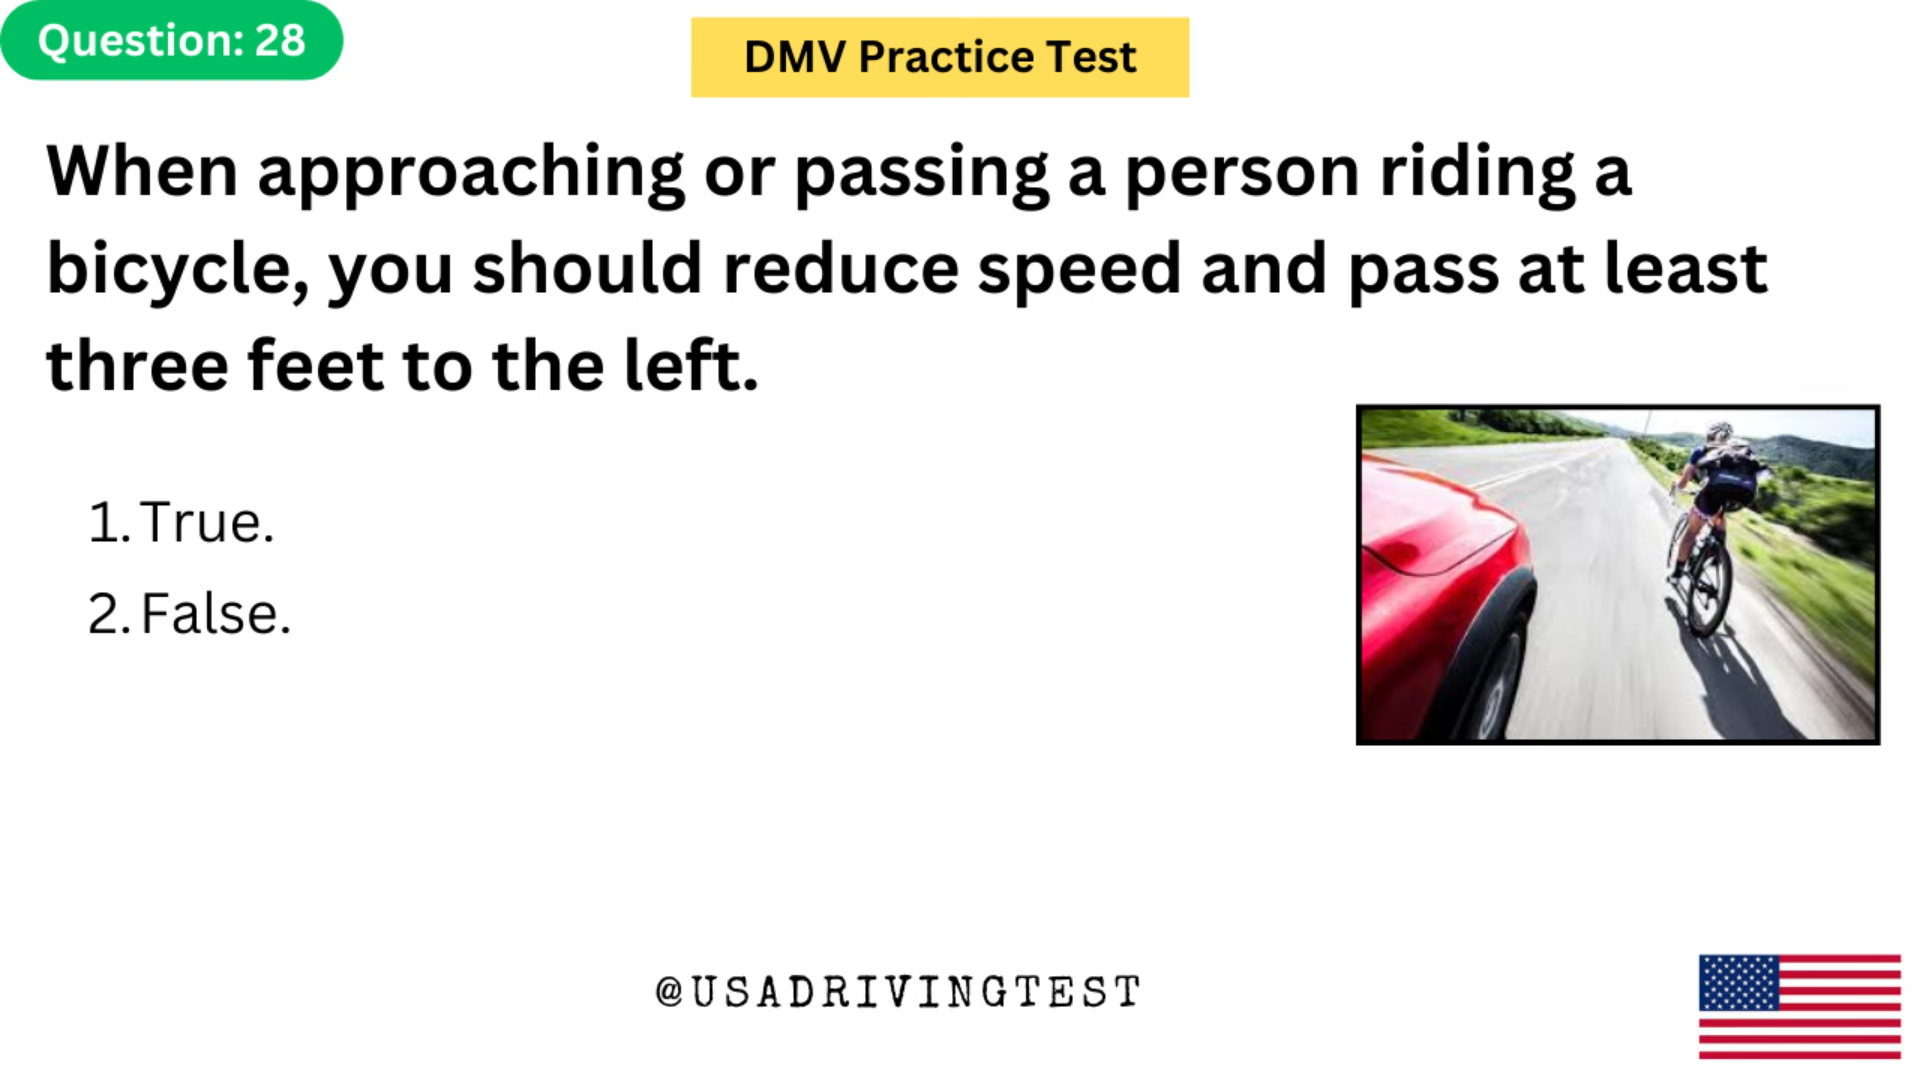 Question: 28
DMV Practice Test
When approaching or passing a person riding a
bicycle, you should reduce speed and pass at least
three feet to the left.
1. True.
2. False.
@USADRIVINGTEST